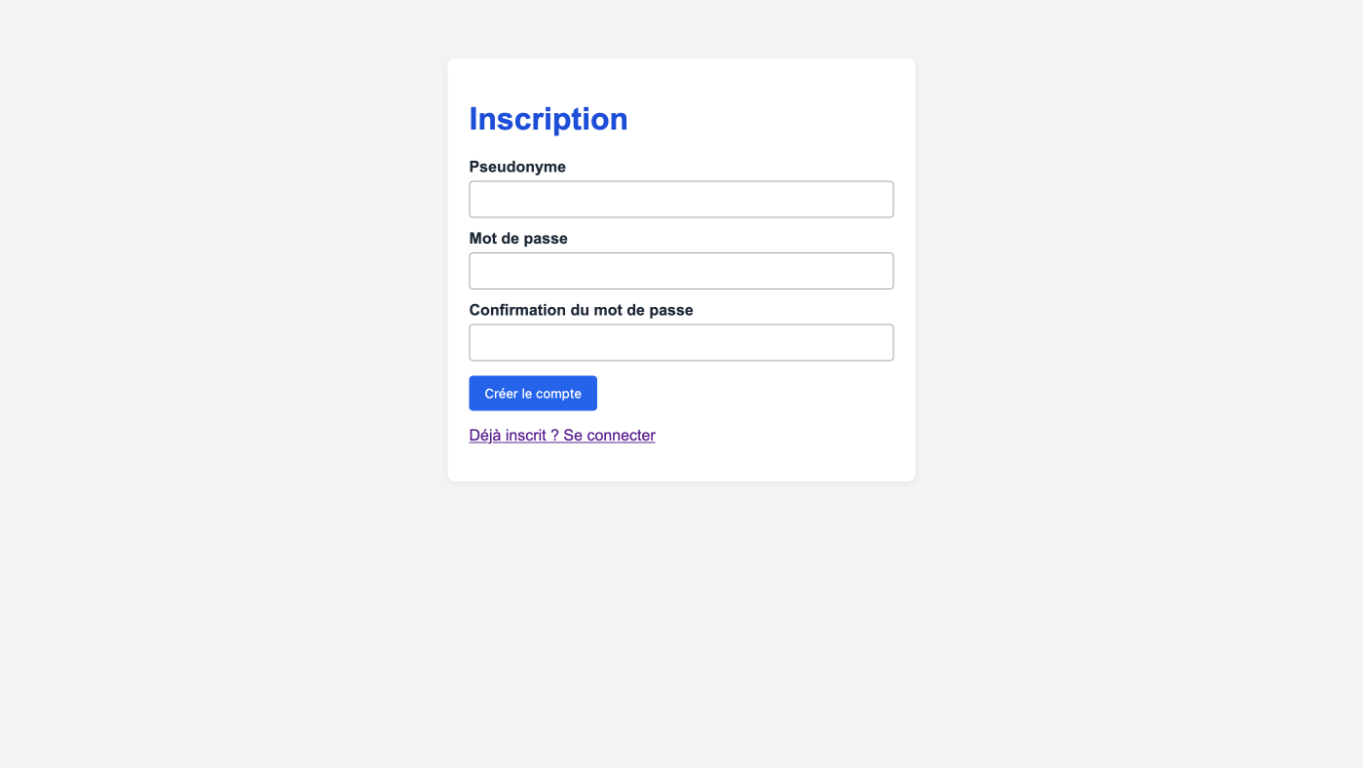 Inscription
Pseudonyme
Mot de passe
Confirmation du mot de passe
Créer le compte
Déjà inscrit ? Se connecter